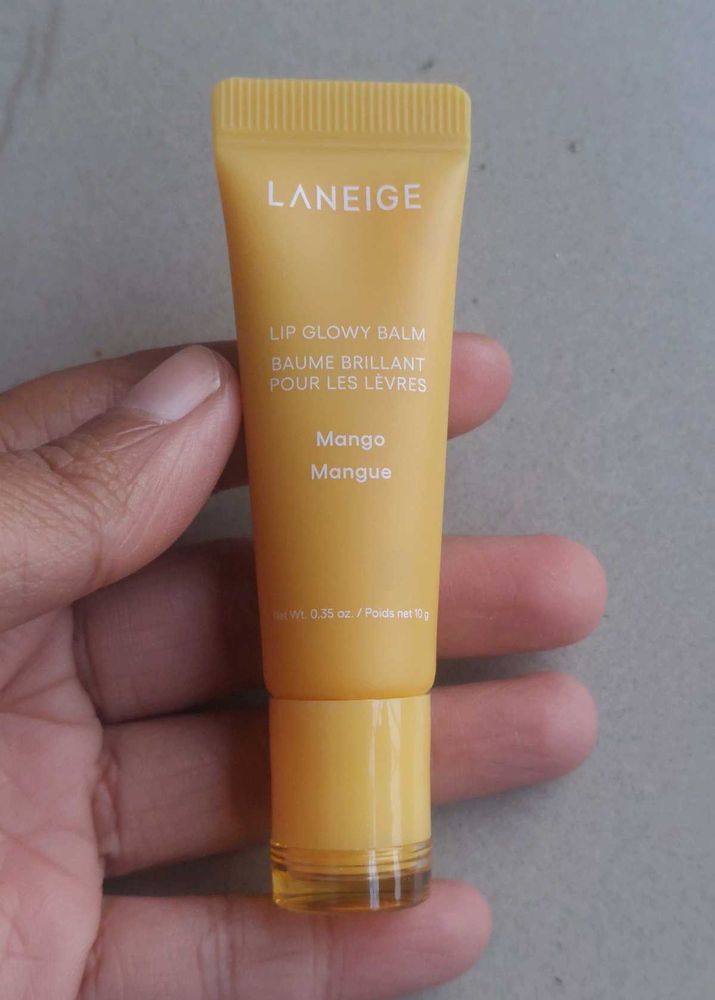 LANEIGE
LIP GLOWY BALM
BAUME BRILLANT
POUR LES LÈVRES
Mango
Mangue
Net Wt. 0.35 oz. / Poids net 10 g